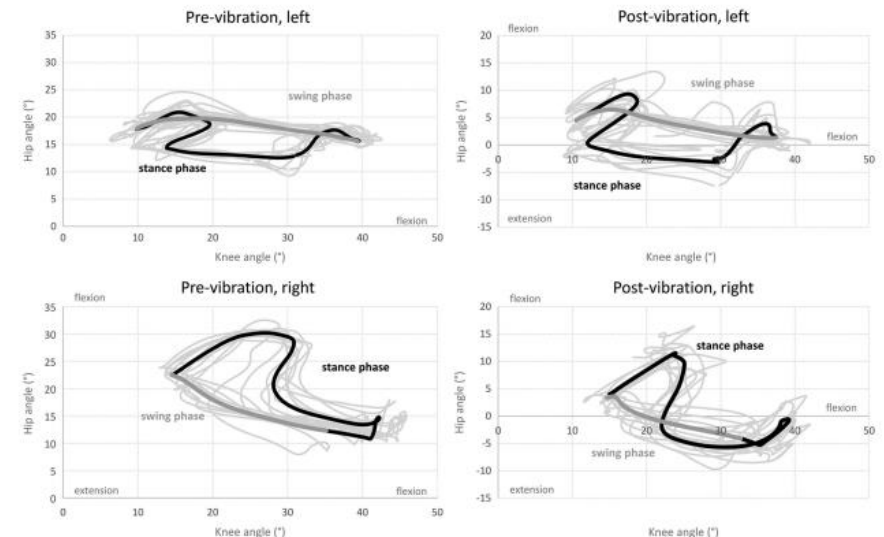 Pre-vibration, left
35
30
25
20
15
10
5
0
Hip angle (°)
swing phase
stance phase
flexion
0 10 20 30 40 50
Knee angle (°)
Post-vibration, left
flexion
20
15
10
5
0
-5
-10
-15
Hip angle (°)
swing phase
flexion
10 20 30 40 50
stance phase
extension
Knee angle (°)
Pre-vibration, right
flexion
35
30
25
20
15
10
5
0
Hip angle (°)
stance phase
swing phase
extension flexion
0 10 20 30 40 50
Knee angle (°)
Post-vibration, right
flexion
20
15
10
5
0
-5
-10
-15
Hip angle (°)
stance phase
flexion
0 10 20 30 40 50
swing phase
extension
Knee angle (°)